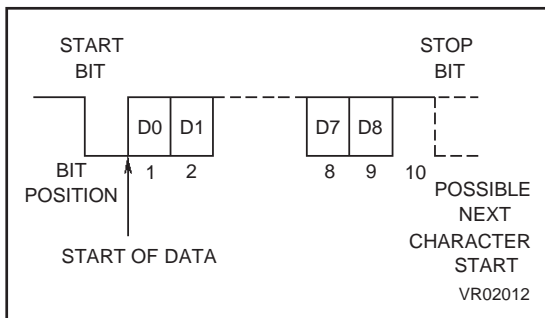 START
BIT
STOP
BIT
D0 D1 D7 D8
BIT
POSITION
1 2 8 9 10
POSSIBLE
NEXT
CHARACTER
START
START OF DATA
VR02012